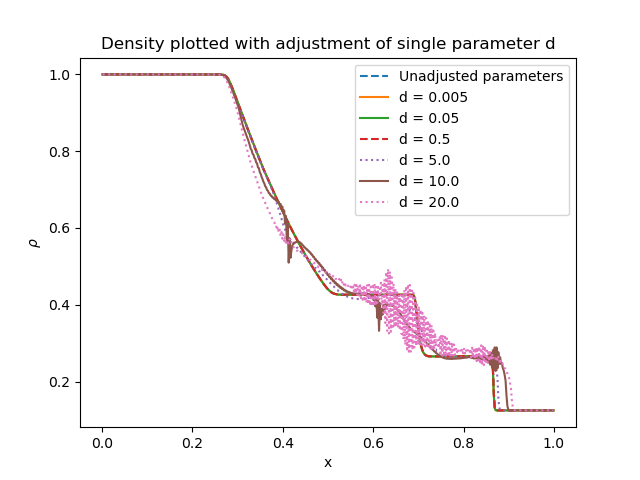 Density plotted with adjustment of single parameter d
1.0
0.8
0.6
0.4
0.2
ρ
Unadjusted parameters
d = 0.005
d = 0.05
d = 0.5
d = 5.0
d = 10.0
d = 20.0
0.0 0.2 0.4 0.6 0.8 1.0
x